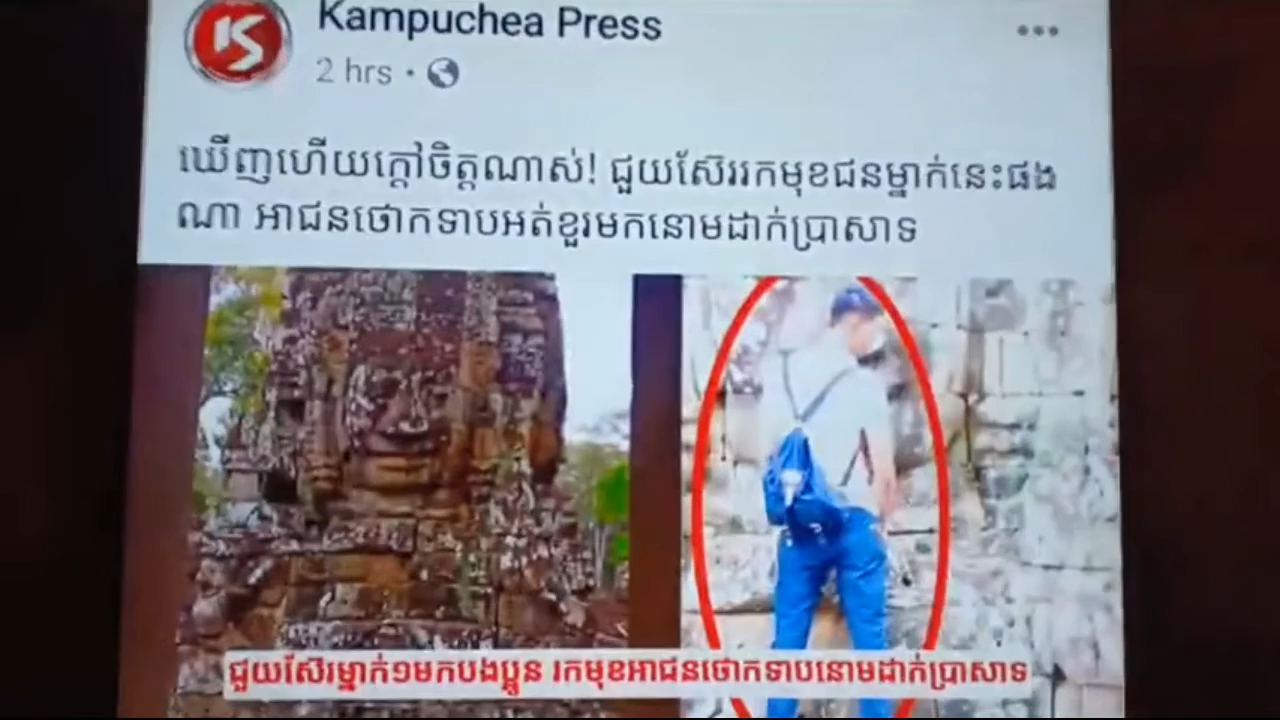 Kampuchea Press
2 hrs ·
ឃើញហើយក្ដៅចិត្តណាស់! ជួយស៊ែររកមុខជនម្នាក់នេះផង
ណា អាជនថោកទាបអត់ខួរមកនោមដាក់ប្រាសាទ
ជួយស៊ែរម្នាក់១មកបងប្អូន រកមុខអាជនថោកទាបនោមដាក់ប្រាសាទ